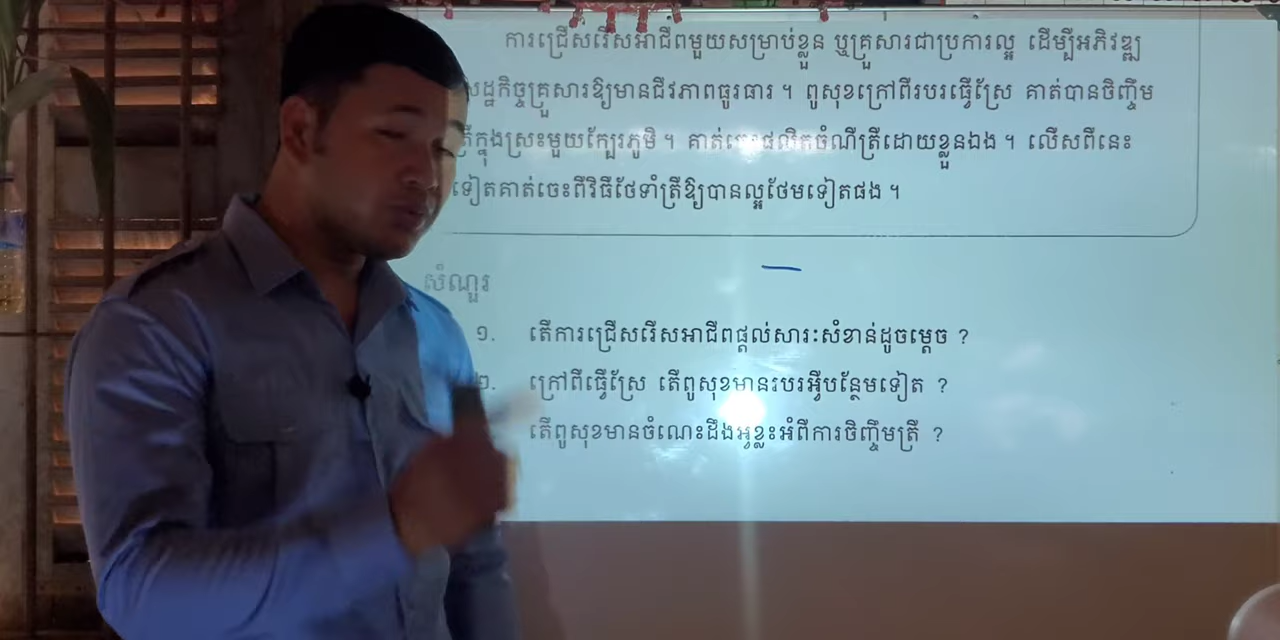 ការជ្រើសរើសអាជីពមួយសម្រាប់ខ្លួន ឬគ្រួសារជាប្រការល្អ ដើម្បីអភិវឌ្ឍ
សេដ្ឋកិច្ចគ្រួសារឱ្យមានជីវភាពធូរធារ ។ ពូសុខក្រៅពីរបរធ្វើស្រែ គាត់បានចិញ្ចឹម
ត្រីក្នុងស្រះមួយក្បែរភូមិ ។ គាត់ចេះផលិតចំណីត្រីដោយខ្លួនឯង ។ លើសពីនេះ
ទៀតគាត់ចេះពីវិធីថែទាំត្រីឱ្យបានល្អថែមទៀតផង ។
សំណួរ
១. តើការជ្រើសរើសអាជីពផ្តល់សារៈសំខាន់ដូចម្តេច ?
២. ក្រៅពីធ្វើស្រែ តើពូសុខមានរបរអ្វីបន្ថែមទៀត ?
តើពូសុខមានចំណេះដឹងអ្វខ្លះអំពីការចិញ្ចឹមត្រី ?